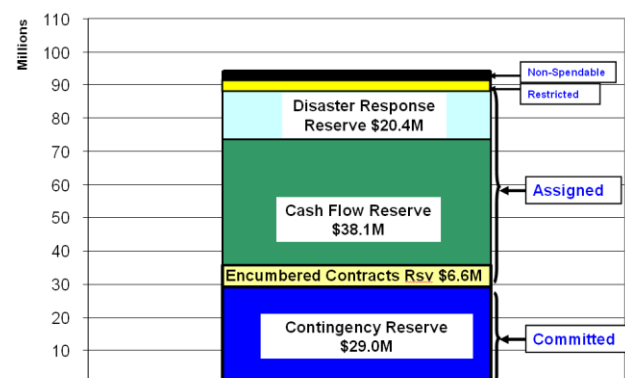 Millions
110
100
90
80
70
60
50
40
30
20
10
Non-Spendable
Restricted
Disaster Response
Reserve $20.4M
Assigned
Cash Flow Reserve
$38.1M
Encumbered Contracts Rsv $6.6M
Contingency Reserve
$29.0M
Committed